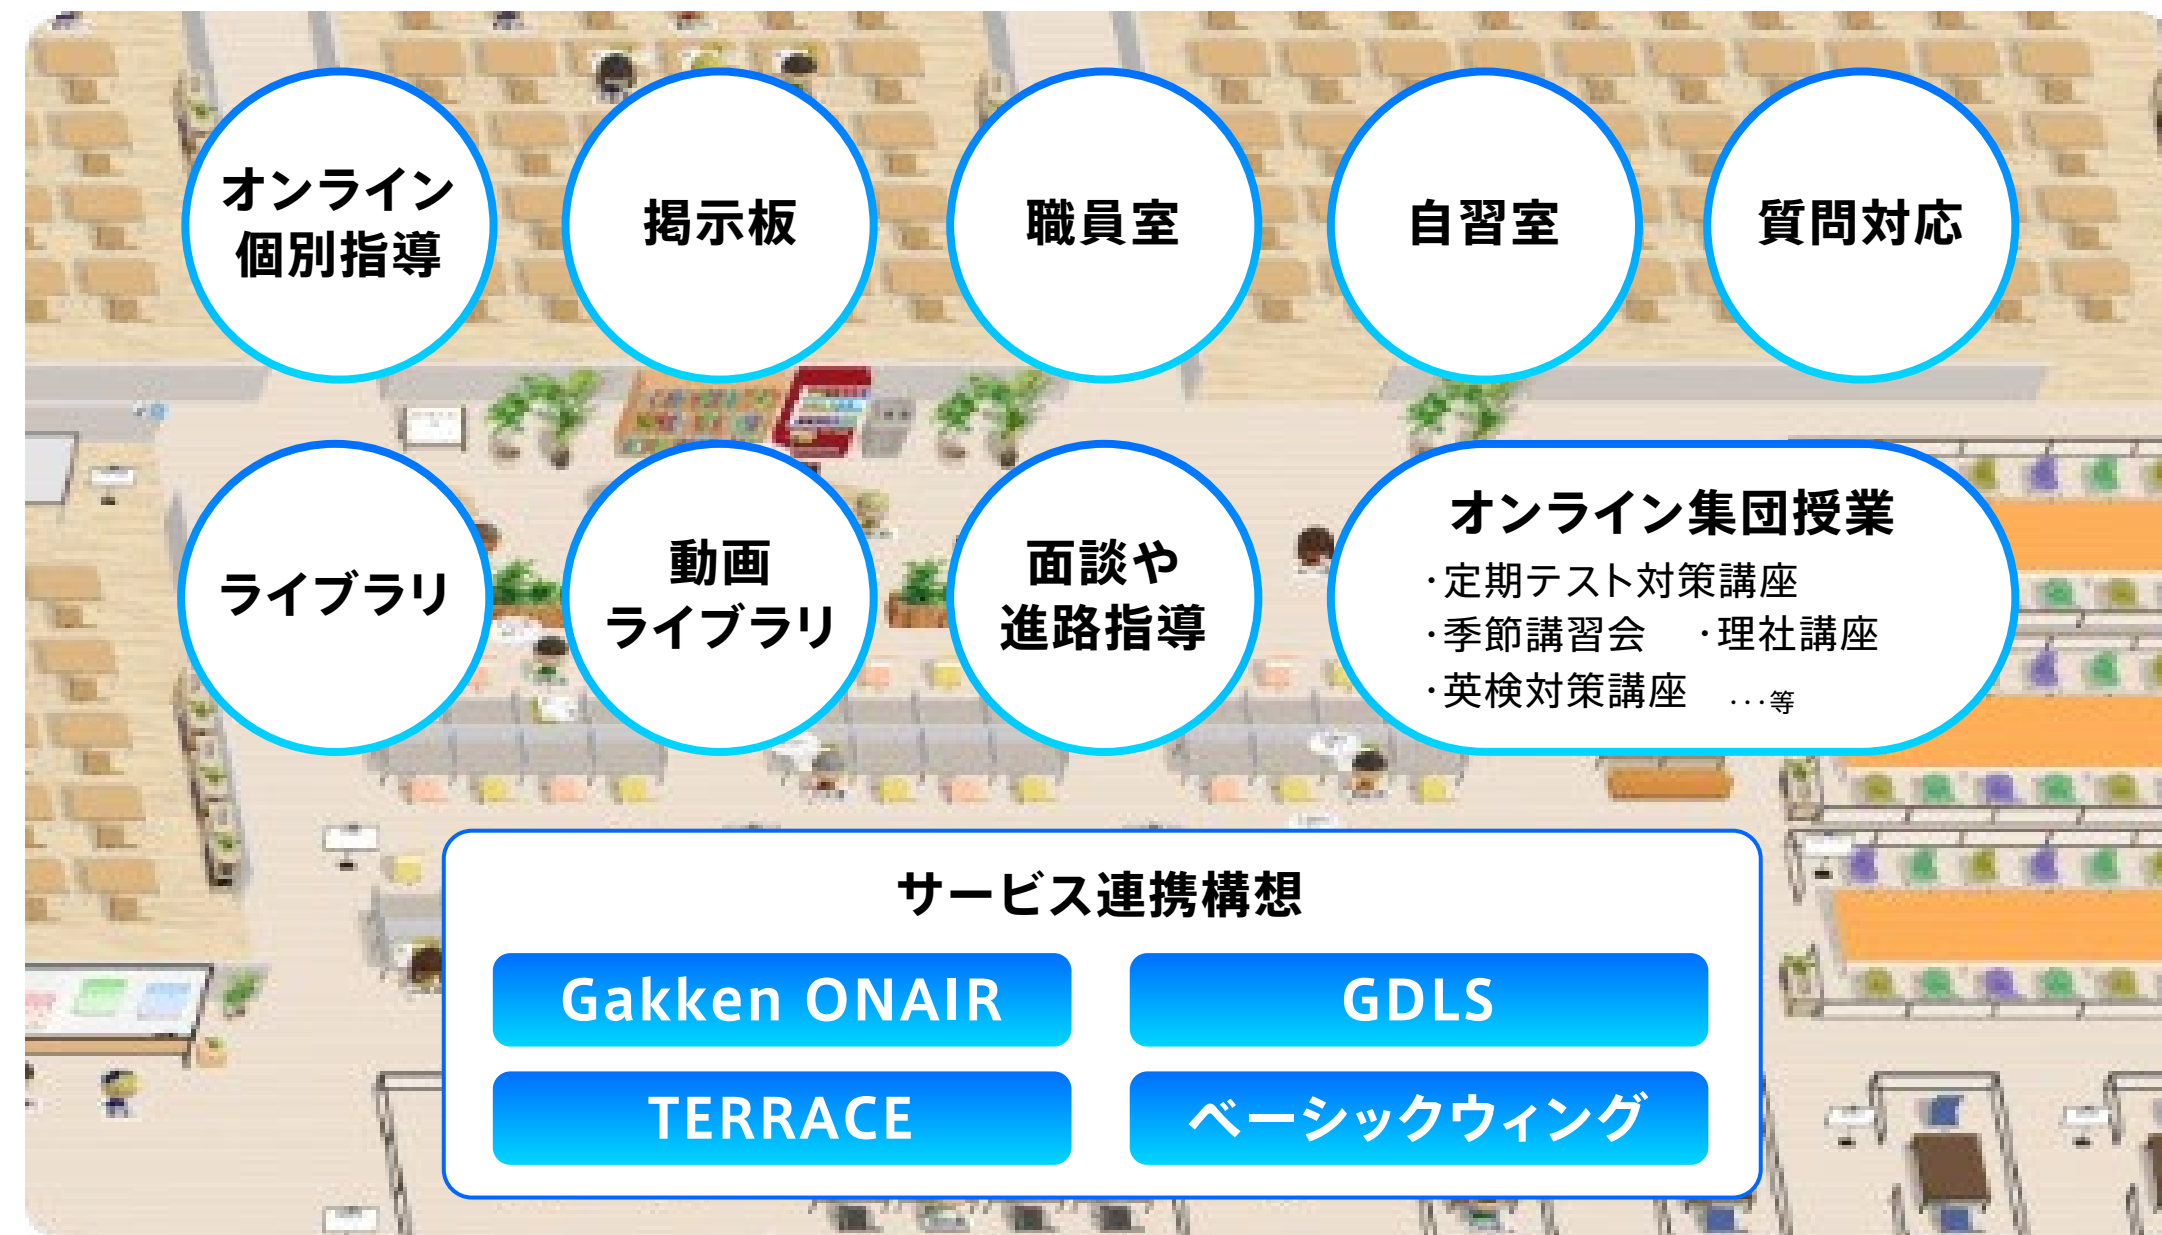 オンライン
個別指導
掲示板
職員室
自習室
質問対応
ライブラリ
動画
ライブラリ
面談や
進路指導
オンライン集団授業
・定期テスト対策講座
・季節講習会　・理社講座
・英検対策講座　…等
サービス連携構想
Gakken ONAIR
GDLS
TERRACE
ベーシックウィング